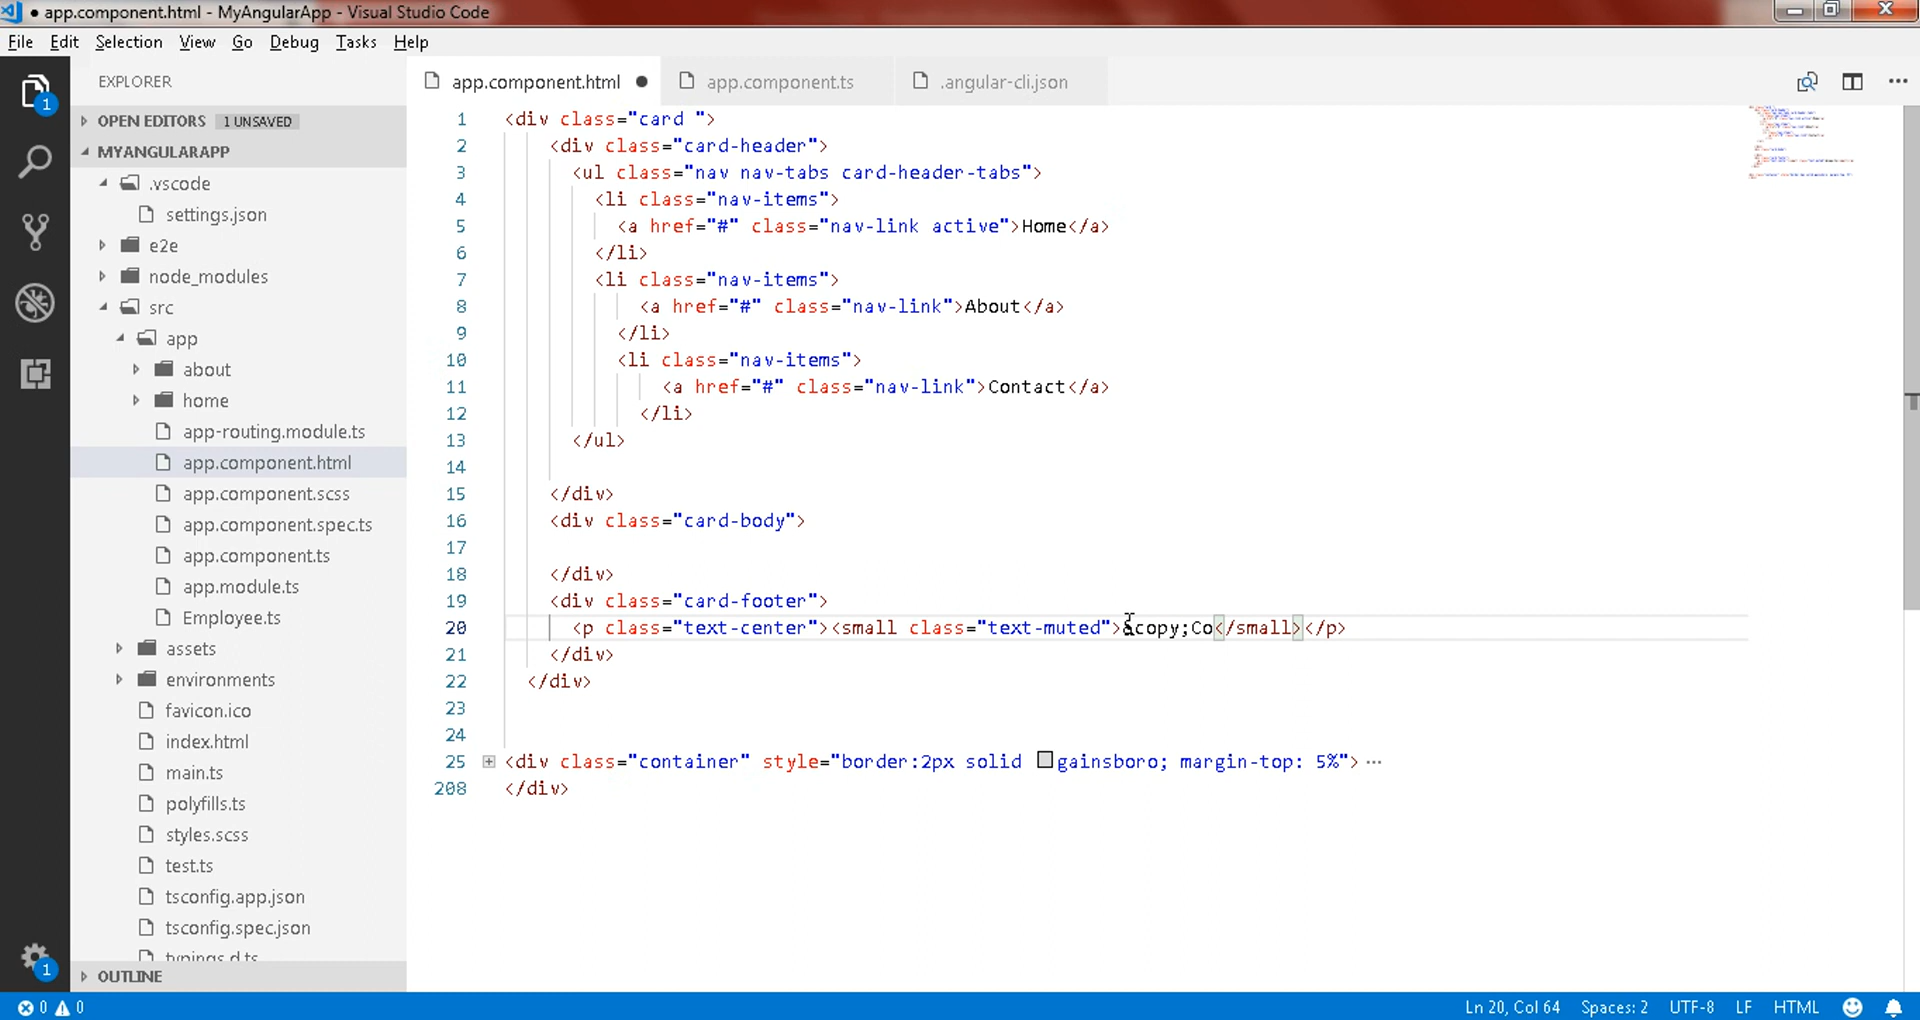 ● app.component.html - MyAngularApp - Visual Studio Code
File Edit Selection View Go Debug Tasks Help
EXPLORER
OPEN EDITORS 1 UNSAVED
MYANGULARAPP
.vscode
settings.json
e2e
node_modules
src
app
about
home
app-routing.module.ts
app.component.html
app.component.scss
app.component.spec.ts
app.component.ts
app.module.ts
Employee.ts
assets
environments
favicon.ico
index.html
main.ts
polyfills.ts
styles.scss
test.ts
tsconfig.app.json
tsconfig.spec.json
typings.d.ts
OUTLINE
1
1
app.component.html ● app.component.ts .angular-cli.json
1 <div class="card ">
2 <div class="card-header">
3 <ul class="nav nav-tabs card-header-tabs">
4 <li class="nav-items">
5 <a href="#" class="nav-link active">Home</a>
6 </li>
7 <li class="nav-items">
8 <a href="#" class="nav-link">About</a>
9 </li>
10 <li class="nav-items">
11 <a href="#" class="nav-link">Contact</a>
12 </li>
13 </ul>
14
15 </div>
16 <div class="card-body">
17
18 </div>
19 <div class="card-footer">
20 <p class="text-center"><small class="text-muted">&copy;Co</small></p>
21 </div>
22 </div>
23
24
25 <div class="container" style="border:2px solid gainsboro; margin-top: 5%"> ...
208 </div>
0 0 Ln 20, Col 64 Spaces: 2 UTF-8 LF HTML